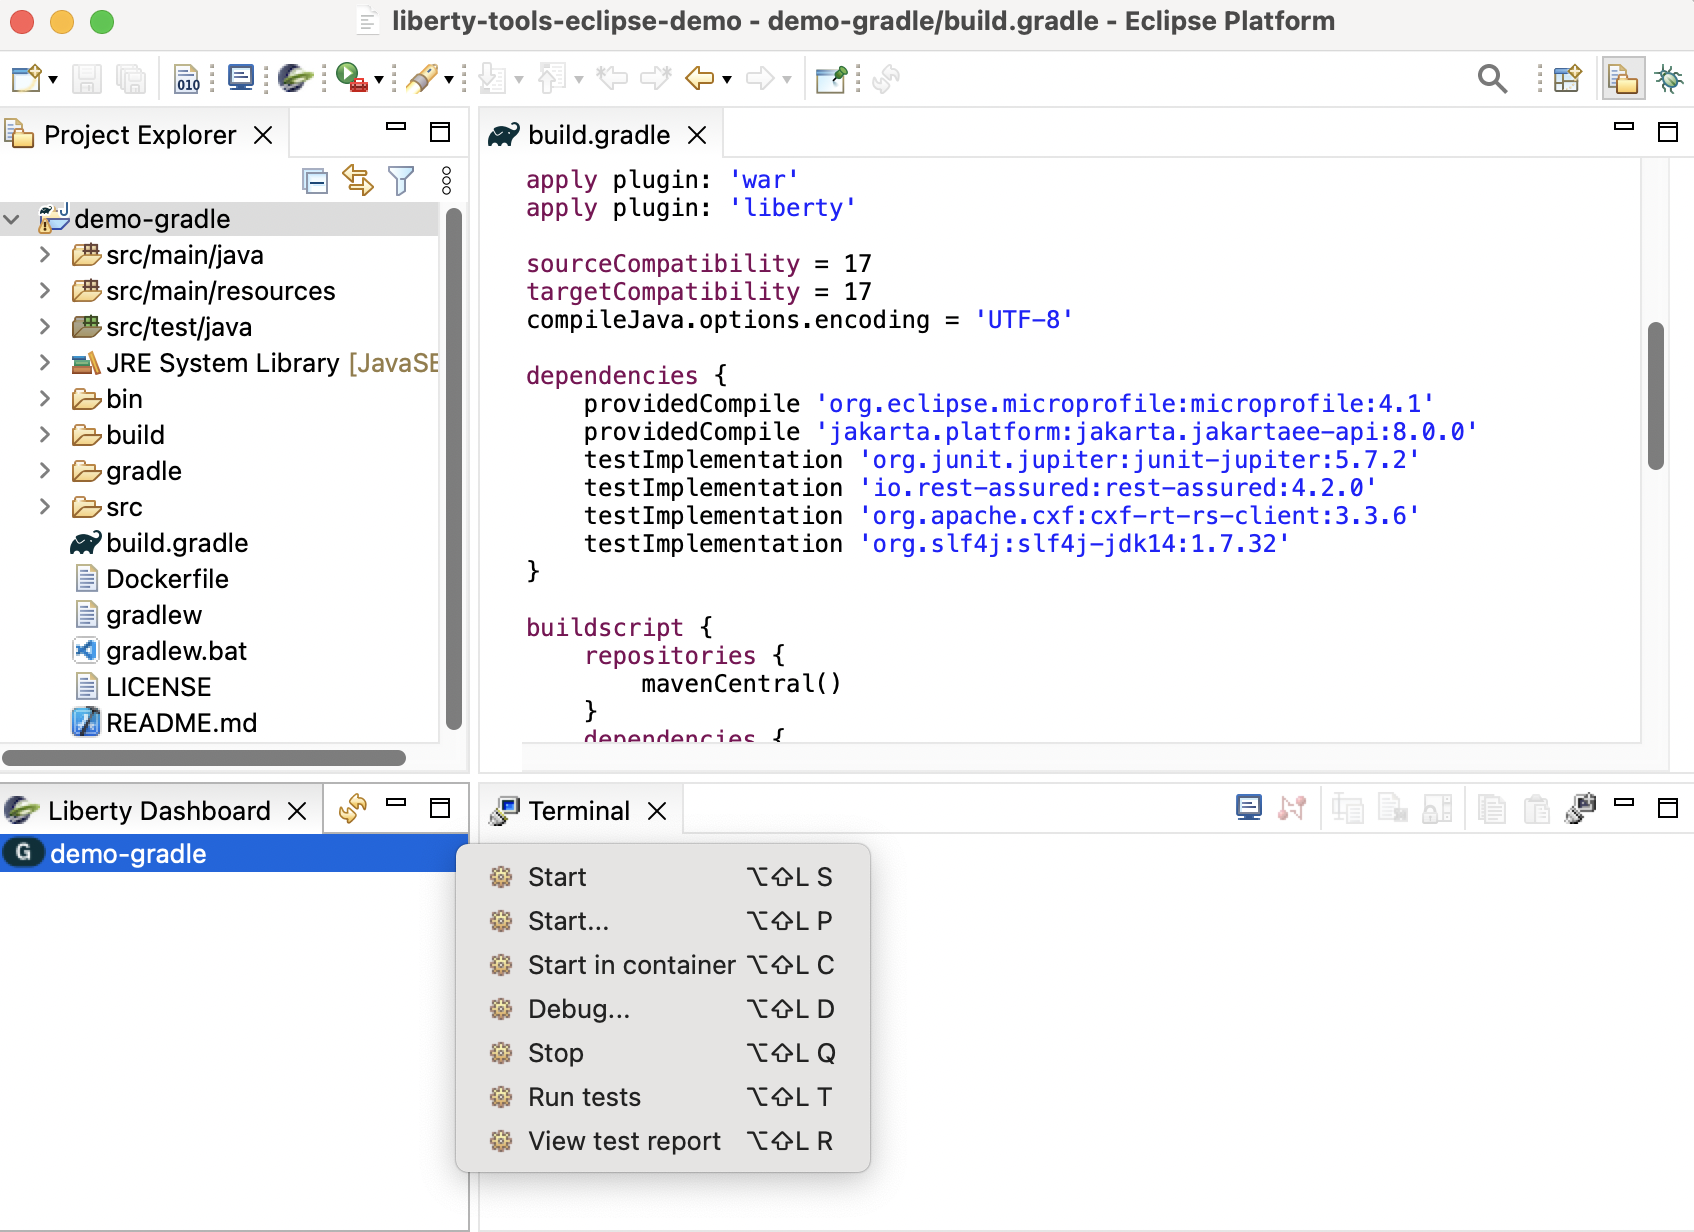 liberty-tools-eclipse-demo - demo-gradle/build.gradle - Eclipse Platform
010
Project Explorer
demo-gradle
src/main/java
src/main/resources
src/test/java
JRE System Library [JavaSE
bin
build
gradle
src
build.gradle
Dockerfile
gradlew
gradlew.bat
LICENSE
README.md
build.gradle
apply plugin: 'war'
apply plugin: 'liberty'
sourceCompatibility = 17
targetCompatibility = 17
compileJava.options.encoding = 'UTF-8'
dependencies {
    providedCompile 'org.eclipse.microprofile:microprofile:4.1'
    providedCompile 'jakarta.platform:jakarta.jakartaee-api:8.0.0'
    testImplementation 'org.junit.jupiter:junit-jupiter:5.7.2'
    testImplementation 'io.rest-assured:rest-assured:4.2.0'
    testImplementation 'org.apache.cxf:cxf-rt-rs-client:3.3.6'
    testImplementation 'org.slf4j:slf4j-jdk14:1.7.32'
}
buildscript {
    repositories {
        mavenCentral()
    }
    dependencies {
Liberty Dashboard
G demo-gradle
Terminal
Start ⌥⇧L S
Start... ⌥⇧L P
Start in container ⌥⇧L C
Debug... ⌥⇧L D
Stop ⌥⇧L Q
Run tests ⌥⇧L T
View test report ⌥⇧L R